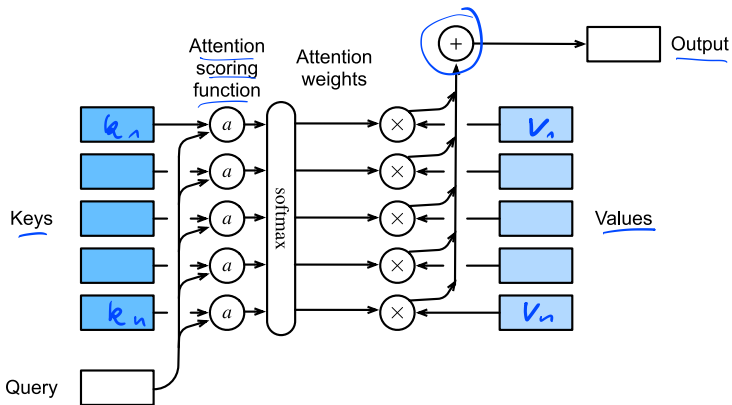 Attention
scoring
function
Attention
weights
+
Output
Keys
k₁
a
×
V₁
a
×
a
softmax
×
Values
a
×
kₙ
a
×
Vₙ
Query